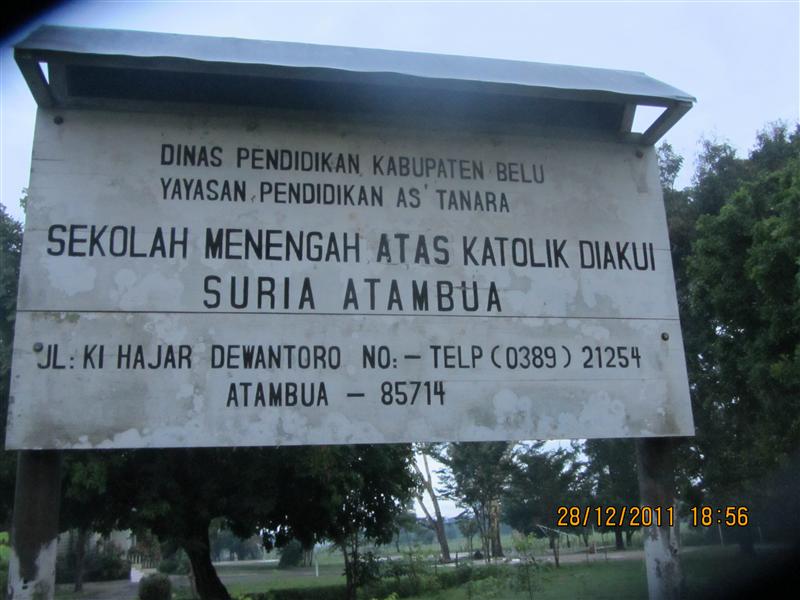 DINAS PENDIDIKAN KABUPATEN BELU
YAYASAN PENDIDIKAN AS' TANARA
SEKOLAH MENENGAH ATAS KATOLIK DIAKUI
SURIA ATAMBUA
JL: KI HAJAR DEWANTORO NO:- TELP (0389) 21254
ATAMBUA - 85714
28/12/2011 18:56